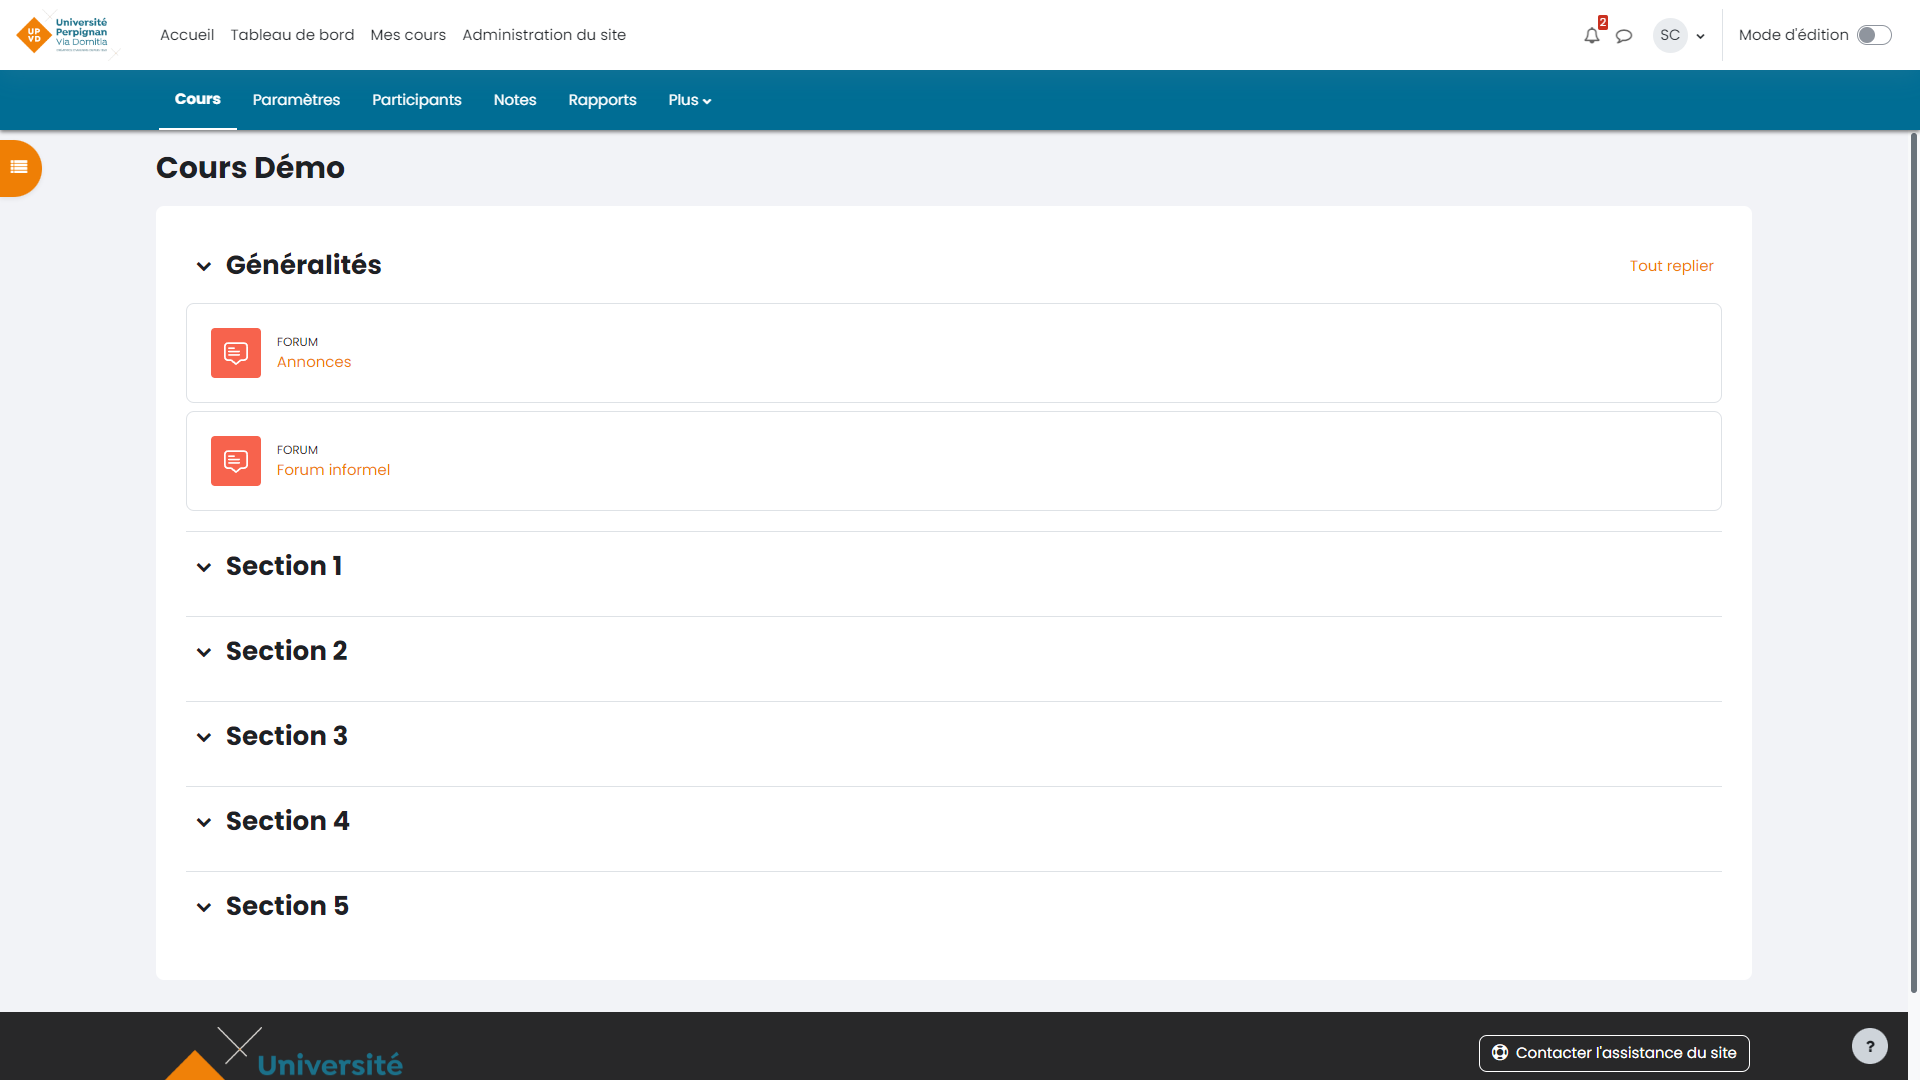 UP
VD
Université
Perpignan
Via Domitia
Accueil
Tableau de bord
Mes cours
Administration du site
2
SC
Mode d'édition
Cours
Paramètres
Participants
Notes
Rapports
Plus
Cours Démo
Généralités
Tout replier
FORUM
Annonces
FORUM
Forum informel
Section 1
Section 2
Section 3
Section 4
Section 5
Université
Contacter l'assistance du site
?